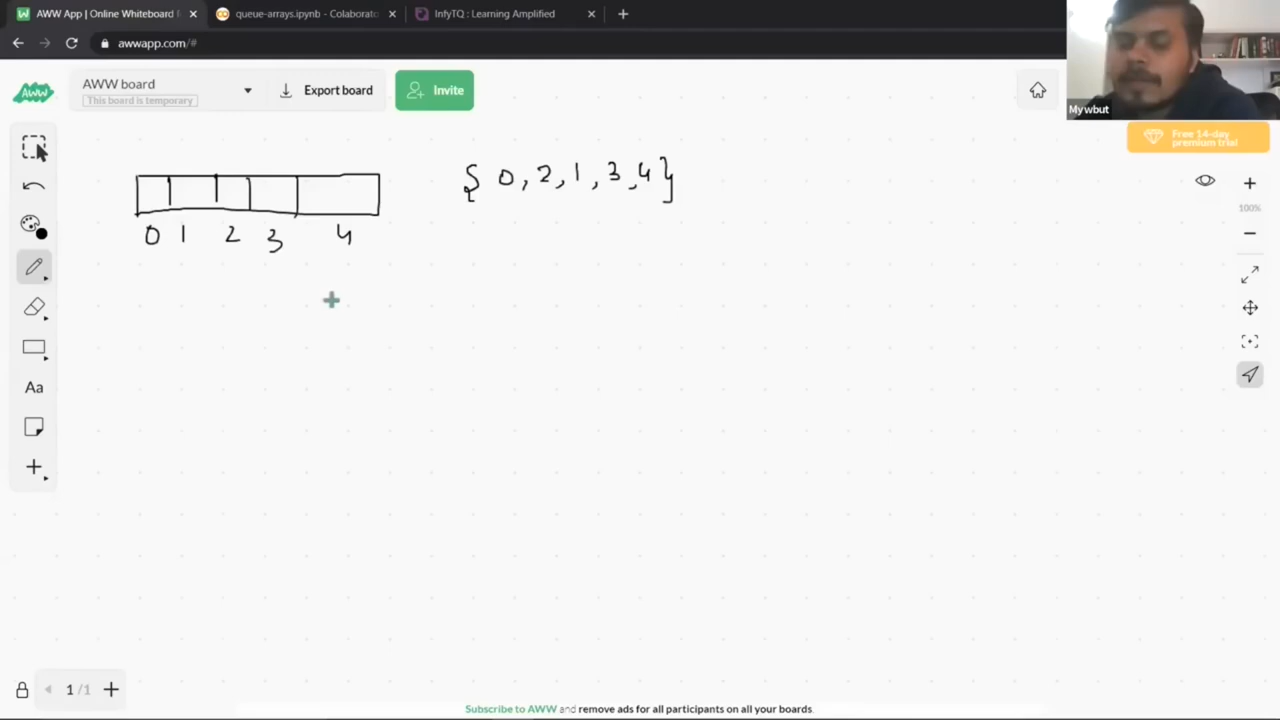 AWW App | Online Whiteboard f
queue-arrays.ipynb - Colaborato
InfyTQ : Learning Amplified
awwapp.com/#
AWW
AWW board
This board is temporary
Export board
Invite
Mywbut
Free 14-day
premium trial
{ 0, 2, 1, 3, 4 }
0 1 2 3 4
100%
Aa
1 / 1
Subscribe to AWW and remove ads for all participants on all your boards.